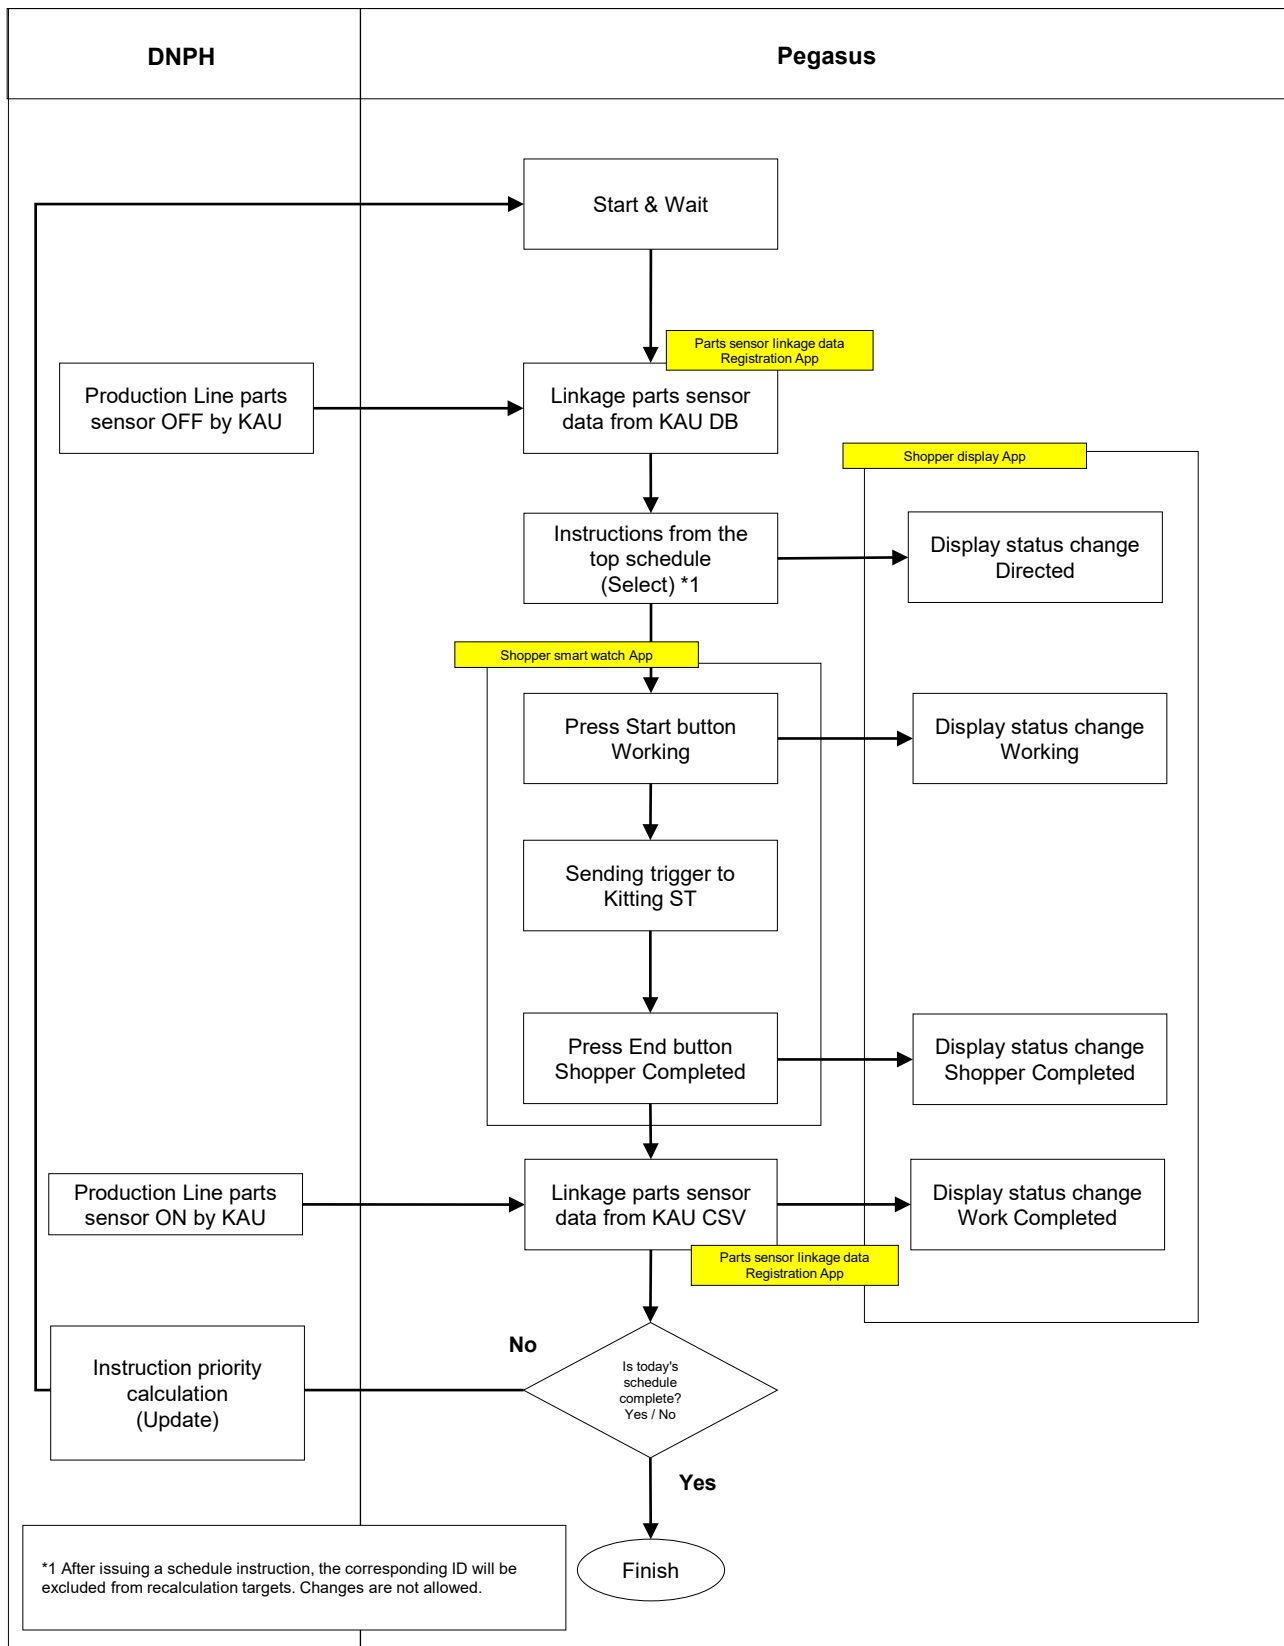 DNPH
Pegasus
Start & Wait
Parts sensor linkage data
Registration App
Production Line parts
sensor OFF by KAU
Linkage parts sensor
data from KAU DB
Shopper display App
Instructions from the
top schedule
(Select) *1
Display status change
Directed
Shopper smart watch App
Press Start button
Working
Display status change
Working
Sending trigger to
Kitting ST
Press End button
Shopper Completed
Display status change
Shopper Completed
Production Line parts
sensor ON by KAU
Linkage parts sensor
data from KAU CSV
Display status change
Work Completed
Parts sensor linkage data
Registration App
No
Is today's
schedule
complete?
Yes / No
Instruction priority
calculation
(Update)
Yes
*1 After issuing a schedule instruction, the corresponding ID will be
excluded from recalculation targets. Changes are not allowed.
Finish